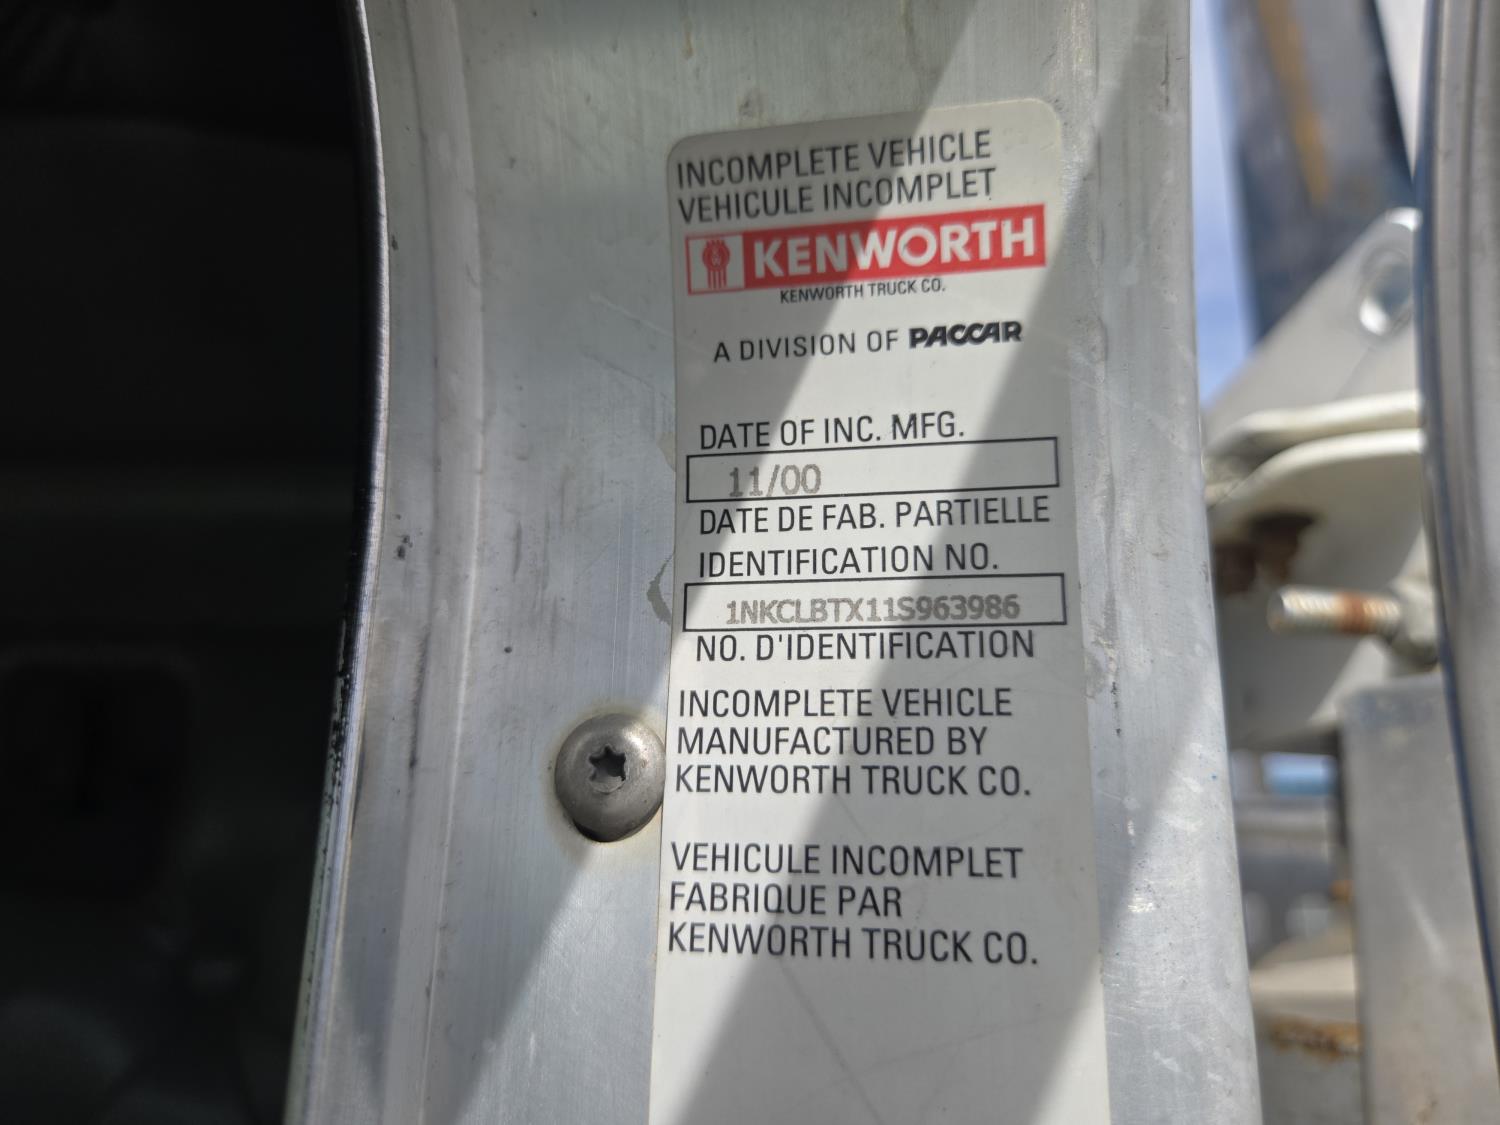 INCOMPLETE VEHICLE
VEHICULE INCOMPLET
KENWORTH
KENWORTH TRUCK CO.
A DIVISION OF PACCAR
DATE OF INC. MFG.
11/00
DATE DE FAB. PARTIELLE
IDENTIFICATION NO.
1NKCLBTX11S963986
NO. D'IDENTIFICATION
INCOMPLETE VEHICLE
MANUFACTURED BY
KENWORTH TRUCK CO.
VEHICULE INCOMPLET
FABRIQUE PAR
KENWORTH TRUCK CO.